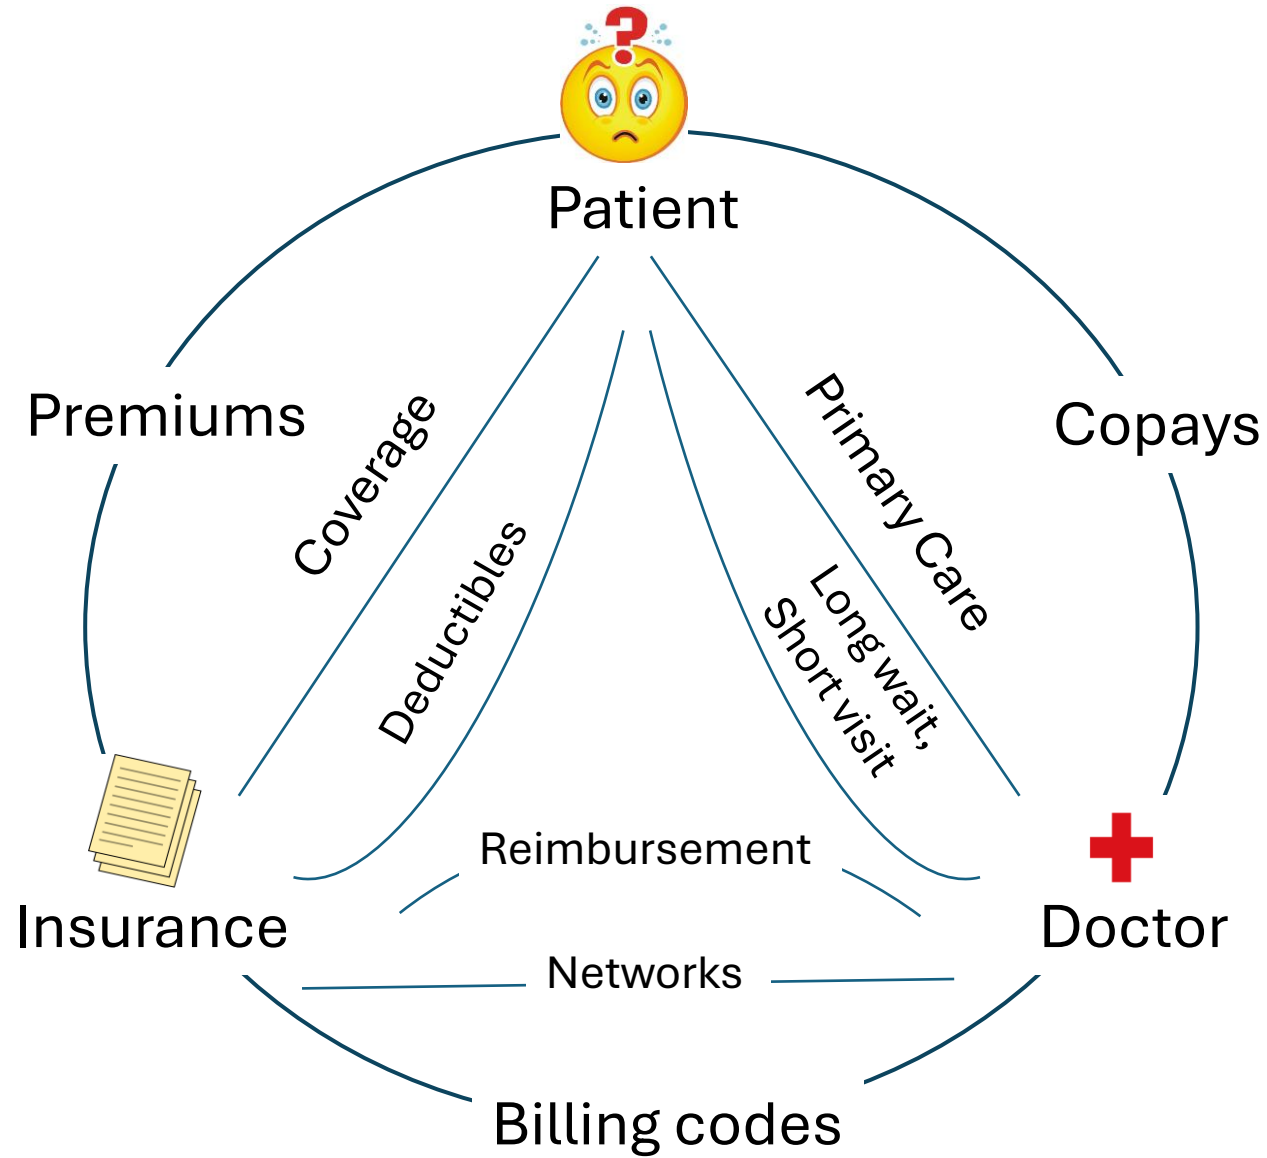 ?
Patient
Premiums
Copays
Coverage
Primary Care
Deductibles
Long wait,
Short visit
Reimbursement
Insurance
Doctor
Networks
Billing codes